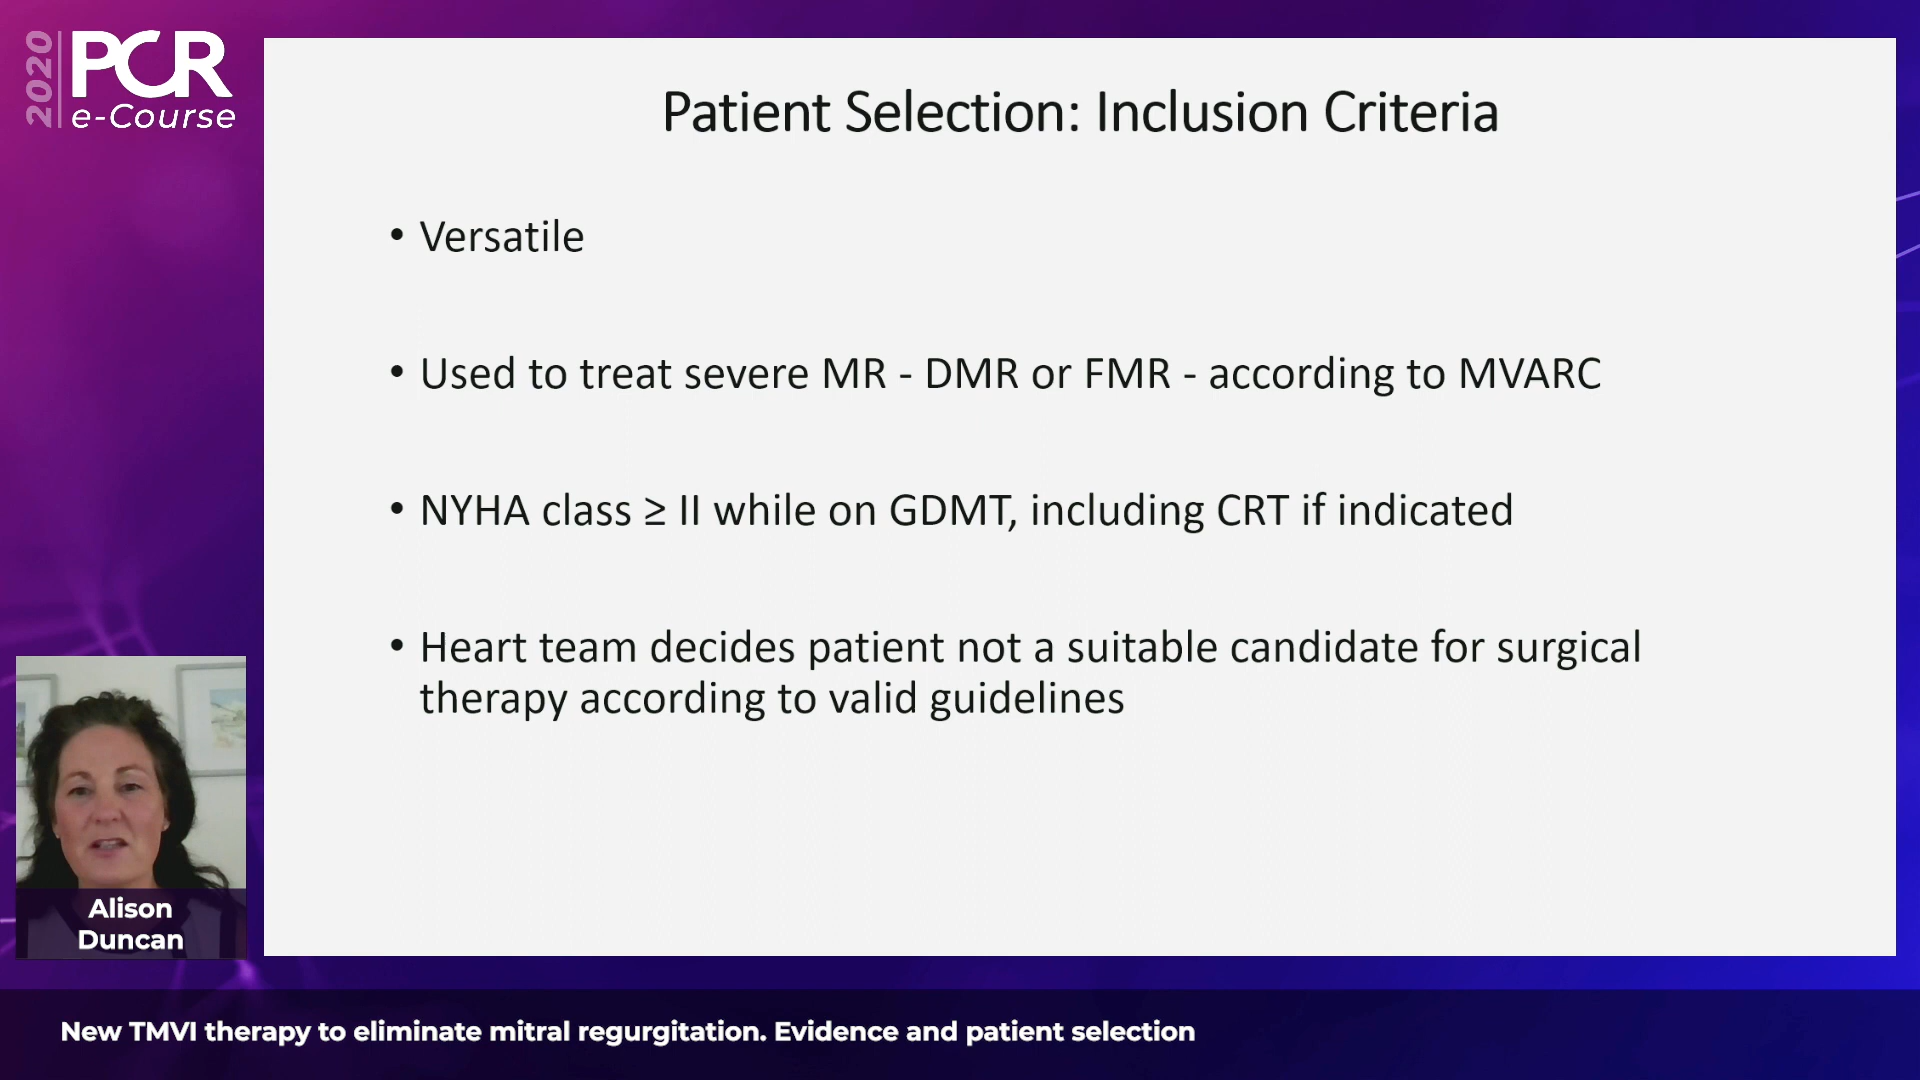 2020
PCR
e-Course
Patient Selection: Inclusion Criteria
• Versatile
• Used to treat severe MR - DMR or FMR - according to MVARC
• NYHA class ≥ II while on GDMT, including CRT if indicated
• Heart team decides patient not a suitable candidate for surgical
therapy according to valid guidelines
Alison
Duncan
New TMVI therapy to eliminate mitral regurgitation. Evidence and patient selection